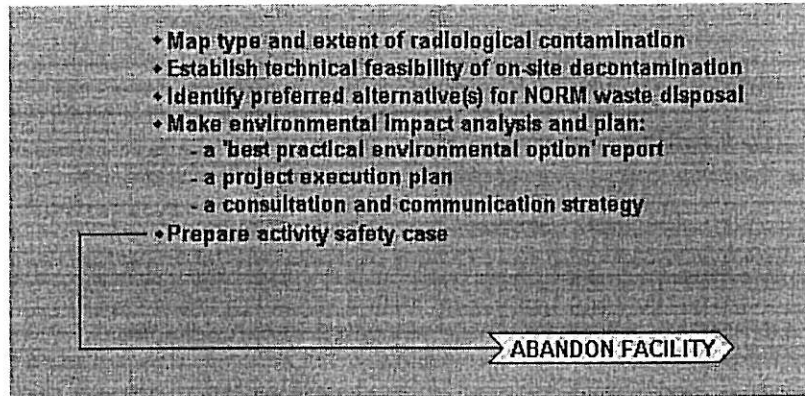 • Map type and extent of radiological contamination
• Establish technical feasibility of on-site decontamination
• Identify preferred alternative(s) for NORM waste disposal
• Make environmental impact analysis and plan:
- a 'best practical environmental option' report
- a project execution plan
- a consultation and communication strategy
• Prepare activity safety case
ABANDON FACILITY